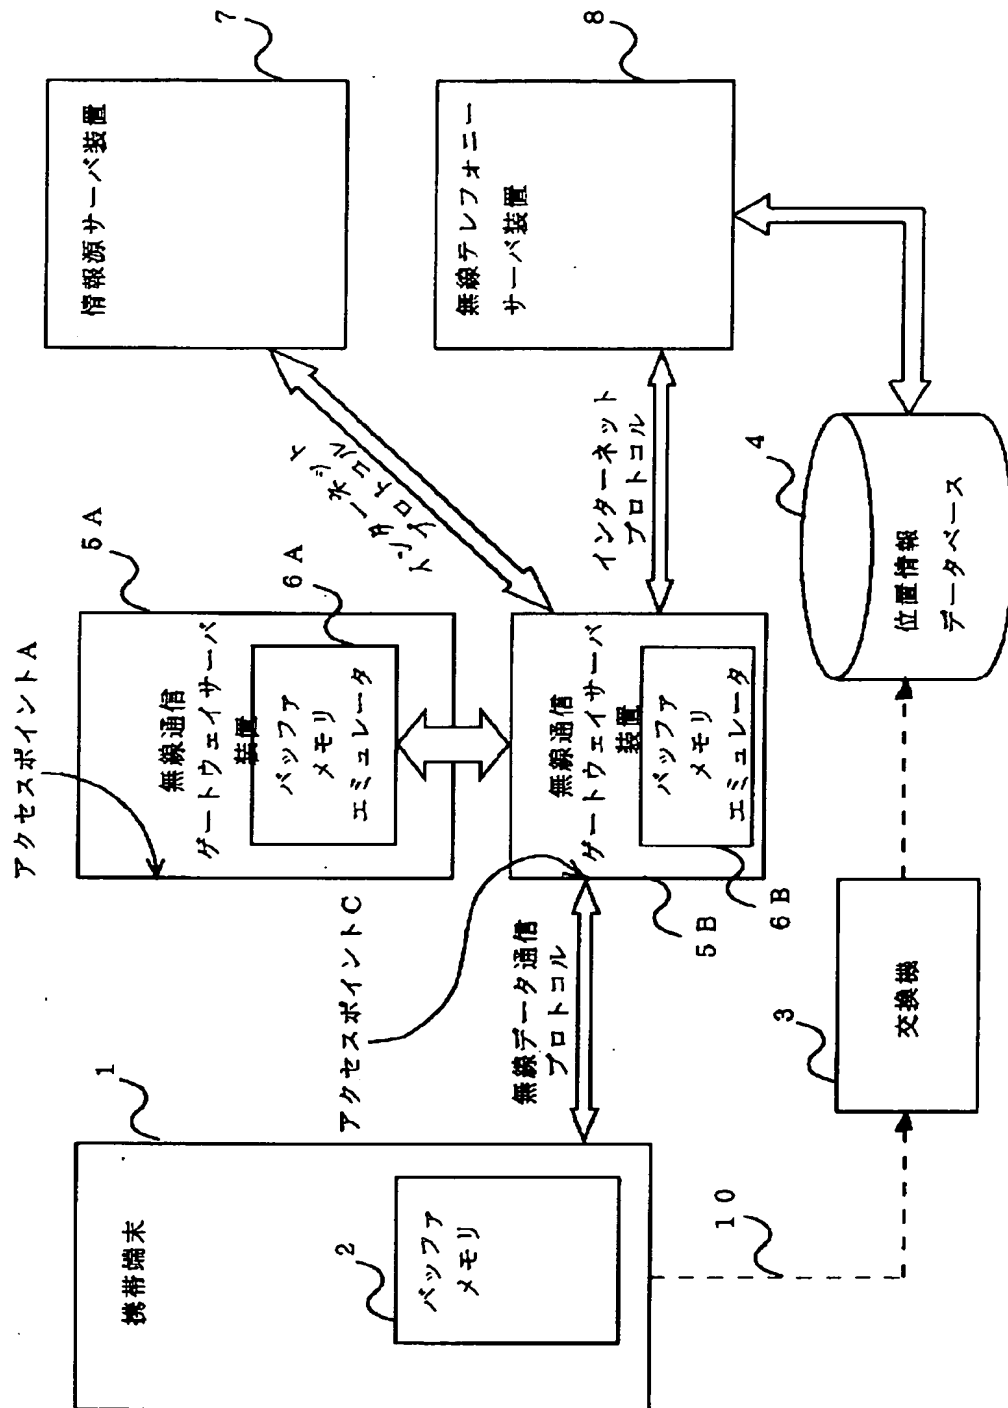 携帯端末
1
2
バッファ
メモリ
10
アクセスポイントA
5A
無線通信
ゲートウェイサーバ
装置
6A
バッファ
メモリ
エミュレータ
アクセスポイントC
無線データ通信
プロトコル
無線通信
ゲートウェイサーバ
装置
バッファ
メモリ
エミュレータ
5B
6B
インターネット
プロトコル
インターネット
プロトコル
情報源サーバ装置
7
無線テレフォニー
サーバ装置
8
3
交換機
4
位置情報
データベース